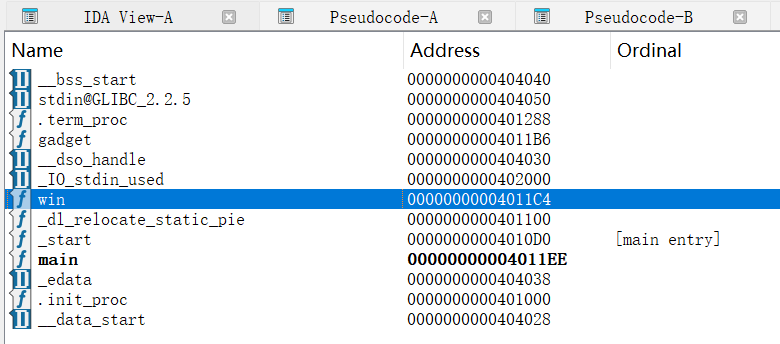 IDA View-A Pseudocode-A Pseudocode-B
Name Address Ordinal
__bss_start 0000000000404040
stdin@GLIBC_2.2.5 0000000000404050
.term_proc 0000000000401288
gadget 00000000004011B6
__dso_handle 0000000000404030
_IO_stdin_used 0000000000402000
win 00000000004011C4
_dl_relocate_static_pie 0000000000401100
_start 00000000004010D0 [main entry]
main 00000000004011EE
_edata 0000000000404038
.init_proc 0000000000401000
__data_start 0000000000404028